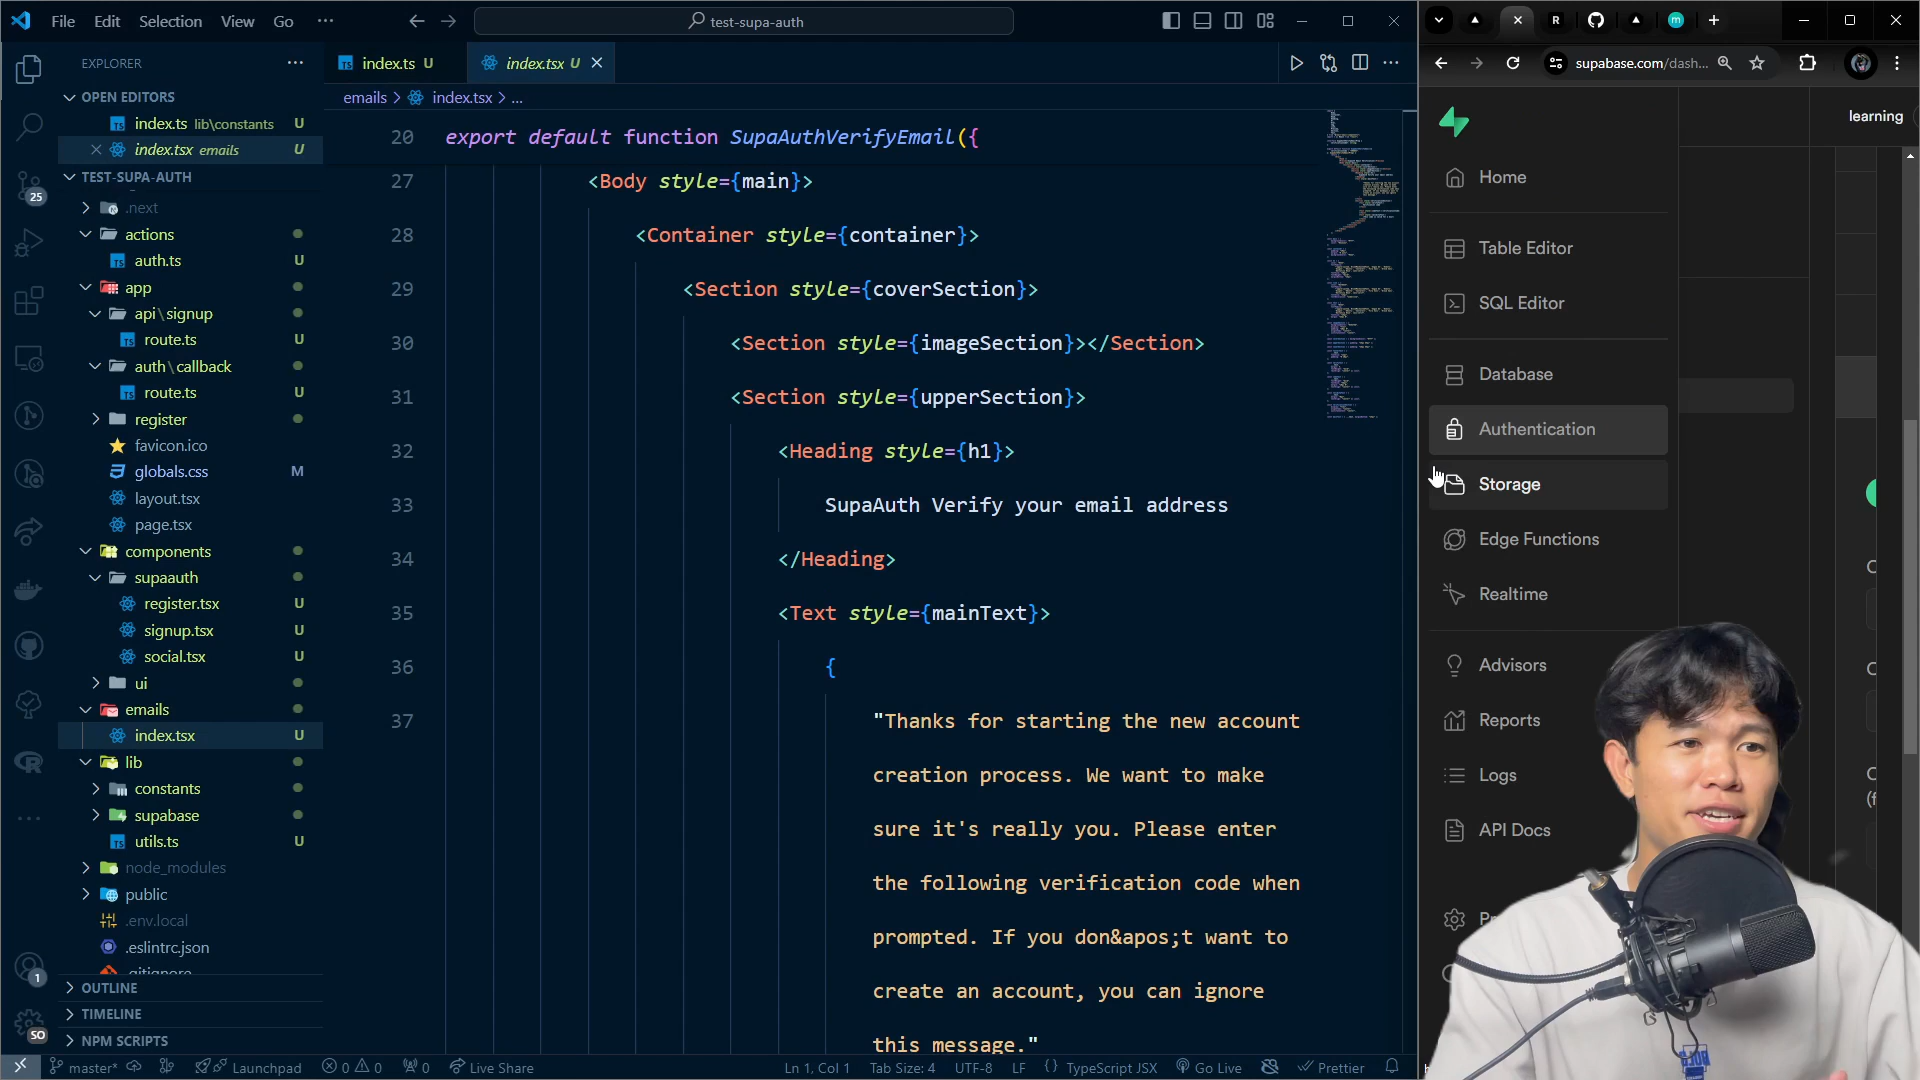 File Edit Selection View Go ···
test-supa-auth
EXPLORER
index.ts U
index.tsx U
OPEN EDITORS
index.ts lib\constants U
index.tsx emails U
TEST-SUPA-AUTH
.next
actions
auth.ts U
app
api\signup
route.ts U
auth\callback
route.ts U
register
favicon.ico
globals.css M
layout.tsx
page.tsx
components
supaauth
register.tsx U
signup.tsx U
social.tsx U
ui
emails
index.tsx U
lib
constants
supabase
utils.ts U
node_modules
public
.env.local
.eslintrc.json
.gitignore
OUTLINE
TIMELINE
NPM SCRIPTS
25
1
SO
emails > index.tsx > ...
20 export default function SupaAuthVerifyEmail({
27 <Body style={main}>
28 <Container style={container}>
29 <Section style={coverSection}>
30 <Section style={imageSection}></Section>
31 <Section style={upperSection}>
32 <Heading style={h1}>
33 SupaAuth Verify your email address
34 </Heading>
35 <Text style={mainText}>
36 {
37 "Thanks for starting the new account
creation process. We want to make
sure it's really you. Please enter
the following verification code when
prompted. If you don&apos;t want to
create an account, you can ignore
this message."
master* Launchpad 0 0 0 Live Share
Ln 1, Col 1 Tab Size: 4 UTF-8 LF {} TypeScript JSX Go Live Prettier
supabase.com/dash...
learning
Home
Table Editor
SQL Editor
Database
Authentication
Storage
Edge Functions
Realtime
Advisors
Reports
Logs
API Docs